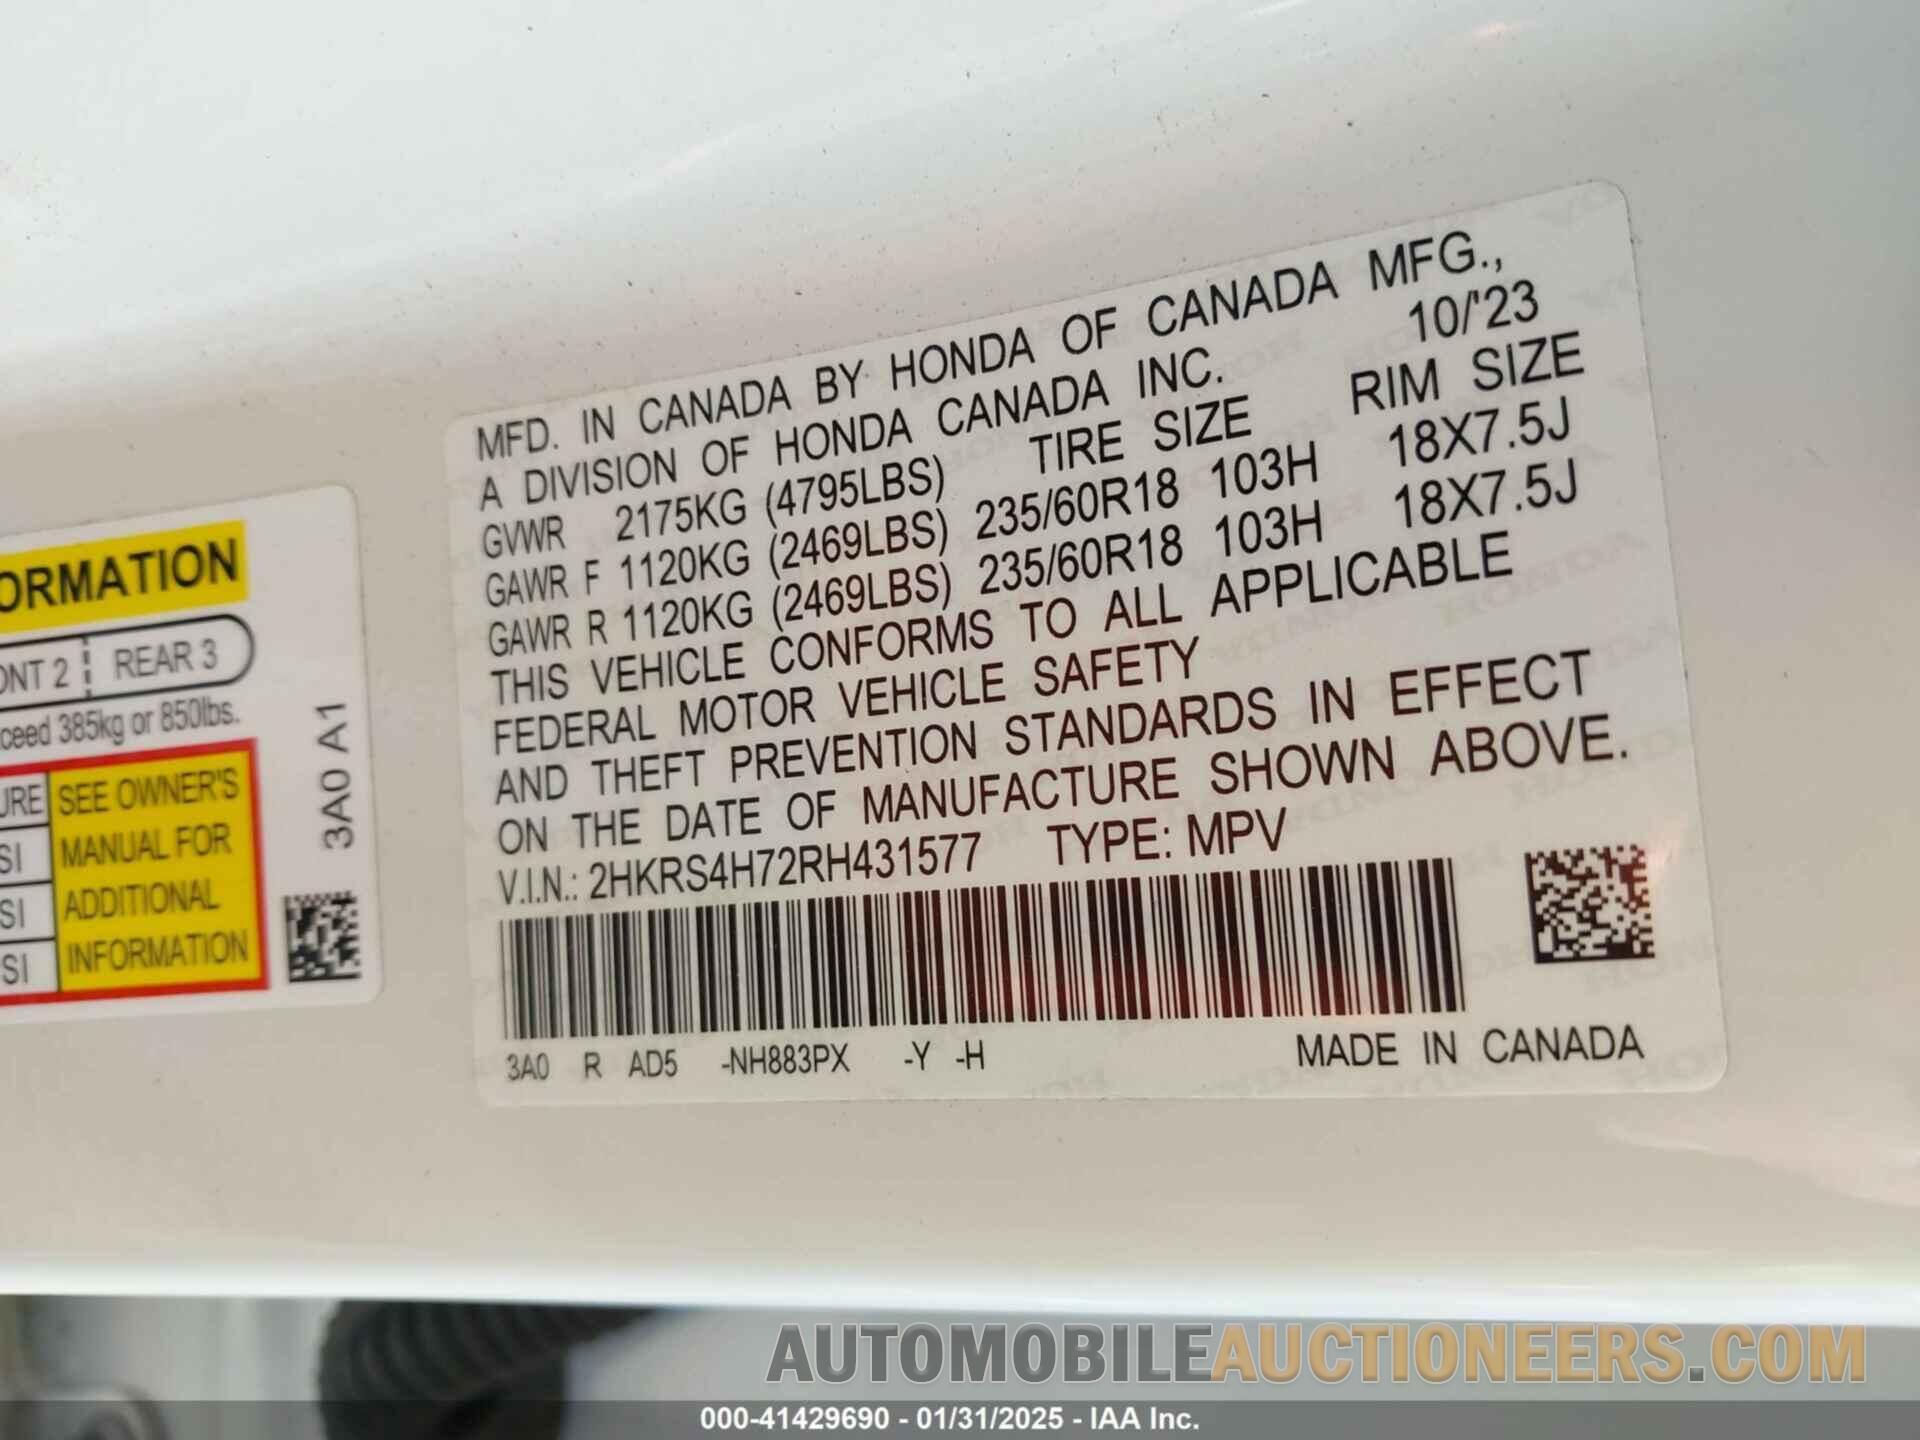 ORMATION
ONT 2 REAR 3
ceed 385kg or 850lbs.
URE SEE OWNER'S
SI MANUAL FOR
SI ADDITIONAL
SI INFORMATION
3A0 A1
MFD. IN CANADA BY HONDA OF CANADA MFG.,
A DIVISION OF HONDA CANADA INC. 10/'23
GVWR 2175KG (4795LBS) TIRE SIZE RIM SIZE
GAWR F 1120KG (2469LBS) 235/60R18 103H 18X7.5J
GAWR R 1120KG (2469LBS) 235/60R18 103H 18X7.5J
THIS VEHICLE CONFORMS TO ALL APPLICABLE
FEDERAL MOTOR VEHICLE SAFETY
AND THEFT PREVENTION STANDARDS IN EFFECT
ON THE DATE OF MANUFACTURE SHOWN ABOVE.
V.I.N.: 2HKRS4H72RH431577 TYPE: MPV
3A0 R AD5 -NH883PX -Y -H MADE IN CANADA
AUTOMOBILEAUCTIONEERS.COM
000-41429690 - 01/31/2025 - IAA Inc.